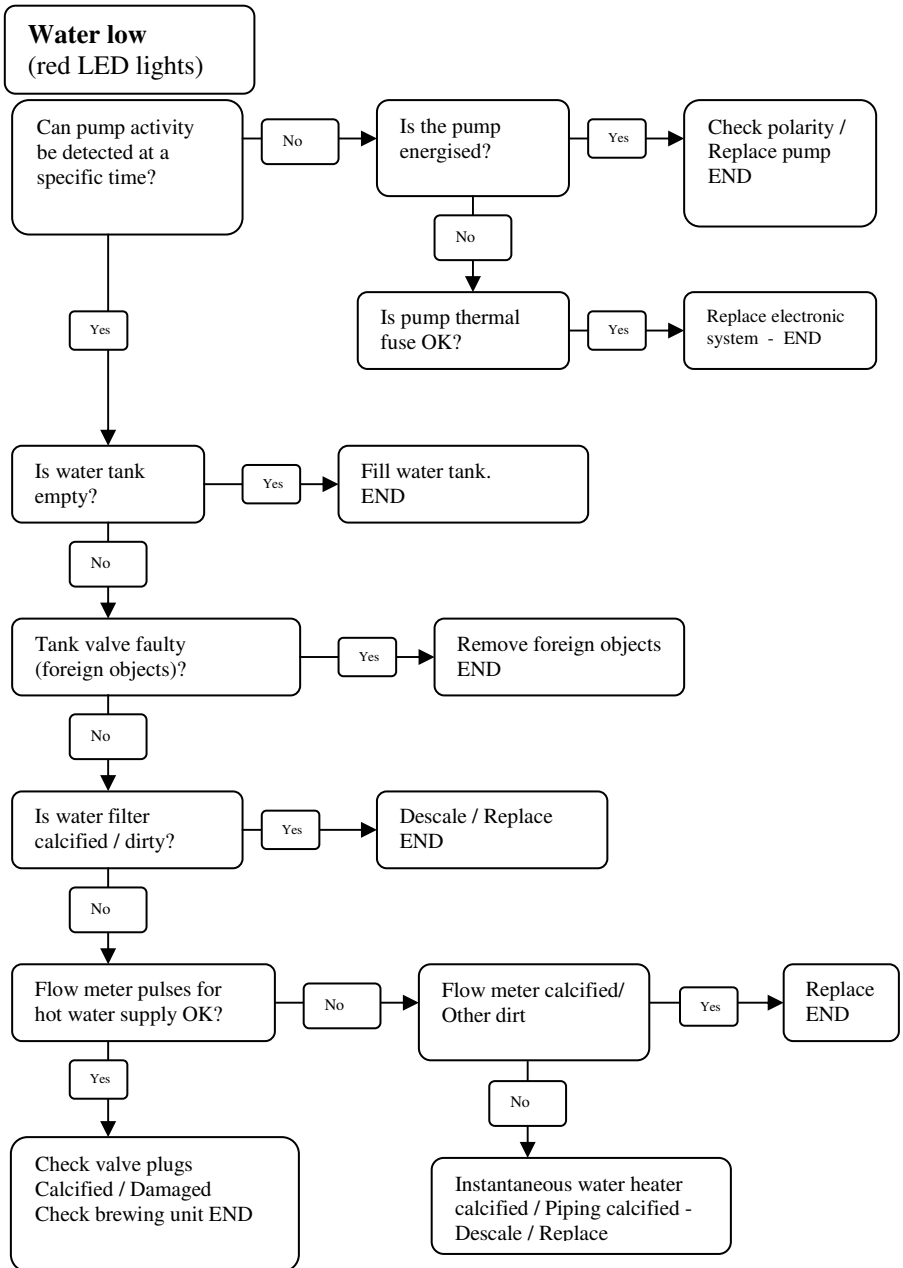 Water low
(red LED lights)
Can pump activity
be detected at a
specific time?
No
Is the pump
energised?
Yes
Check polarity /
Replace pump
END
No
Yes
Is pump thermal
fuse OK?
Yes
Replace electronic
system - END
Is water tank
empty?
Yes
Fill water tank.
END
No
Tank valve faulty
(foreign objects)?
Yes
Remove foreign objects
END
No
Is water filter
calcified / dirty?
Yes
Descale / Replace
END
No
Flow meter pulses for
hot water supply OK?
No
Flow meter calcified/
Other dirt
Yes
Replace
END
Yes
No
Check valve plugs
Calcified / Damaged
Check brewing unit END
Instantaneous water heater
calcified / Piping calcified -
Descale / Replace